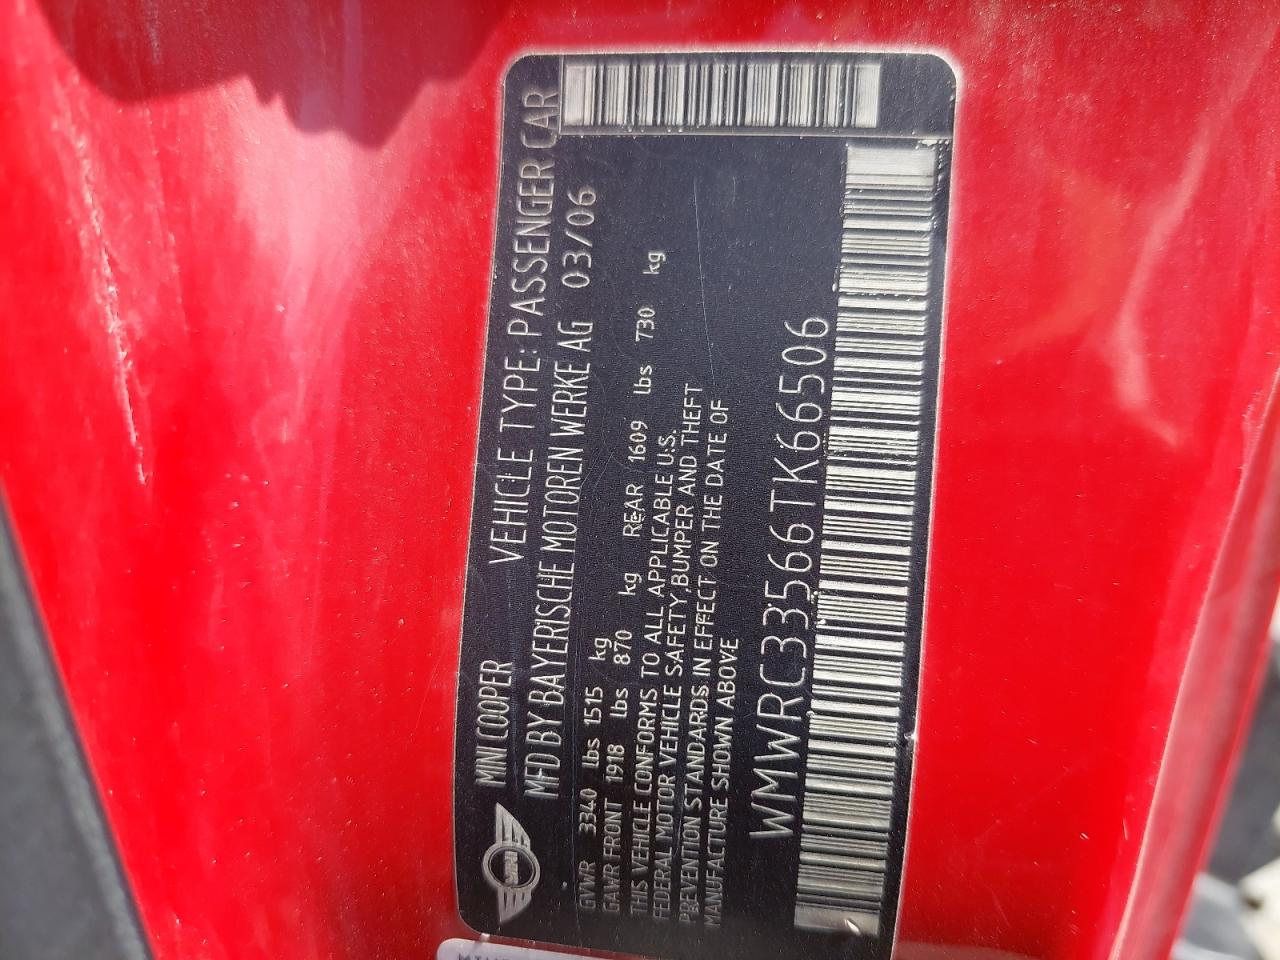 MINI COOPER VEHICLE TYPE: PASSENGER CAR
MFD BY BAYERISCHE MOTOREN WERKE AG 03/06
GVWR 3340 lbs 1515 kg
GAWR FRONT 1918 lbs 870 kg REAR 1609 lbs 730 kg
THIS VEHICLE CONFORMS TO ALL APPLICABLE U.S.
FEDERAL MOTOR VEHICLE SAFETY,BUMPER AND THEFT
PREVENTION STANDARDS IN EFFECT ON THE DATE OF
MANUFACTURE SHOWN ABOVE
WMWRC33566TK66506
MINI